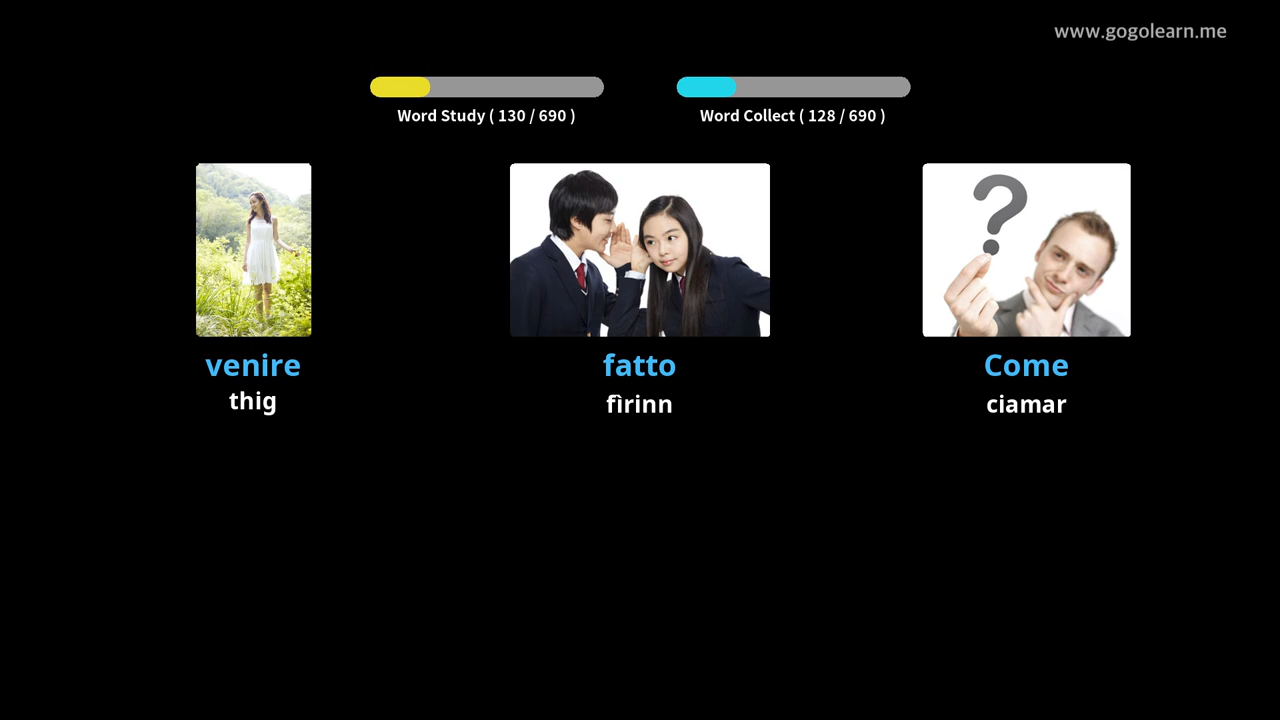 www.gogolearn.me
Word Study ( 130 / 690 )
Word Collect ( 128 / 690 )
venire
thig
fatto
fìrinn
Come
ciamar